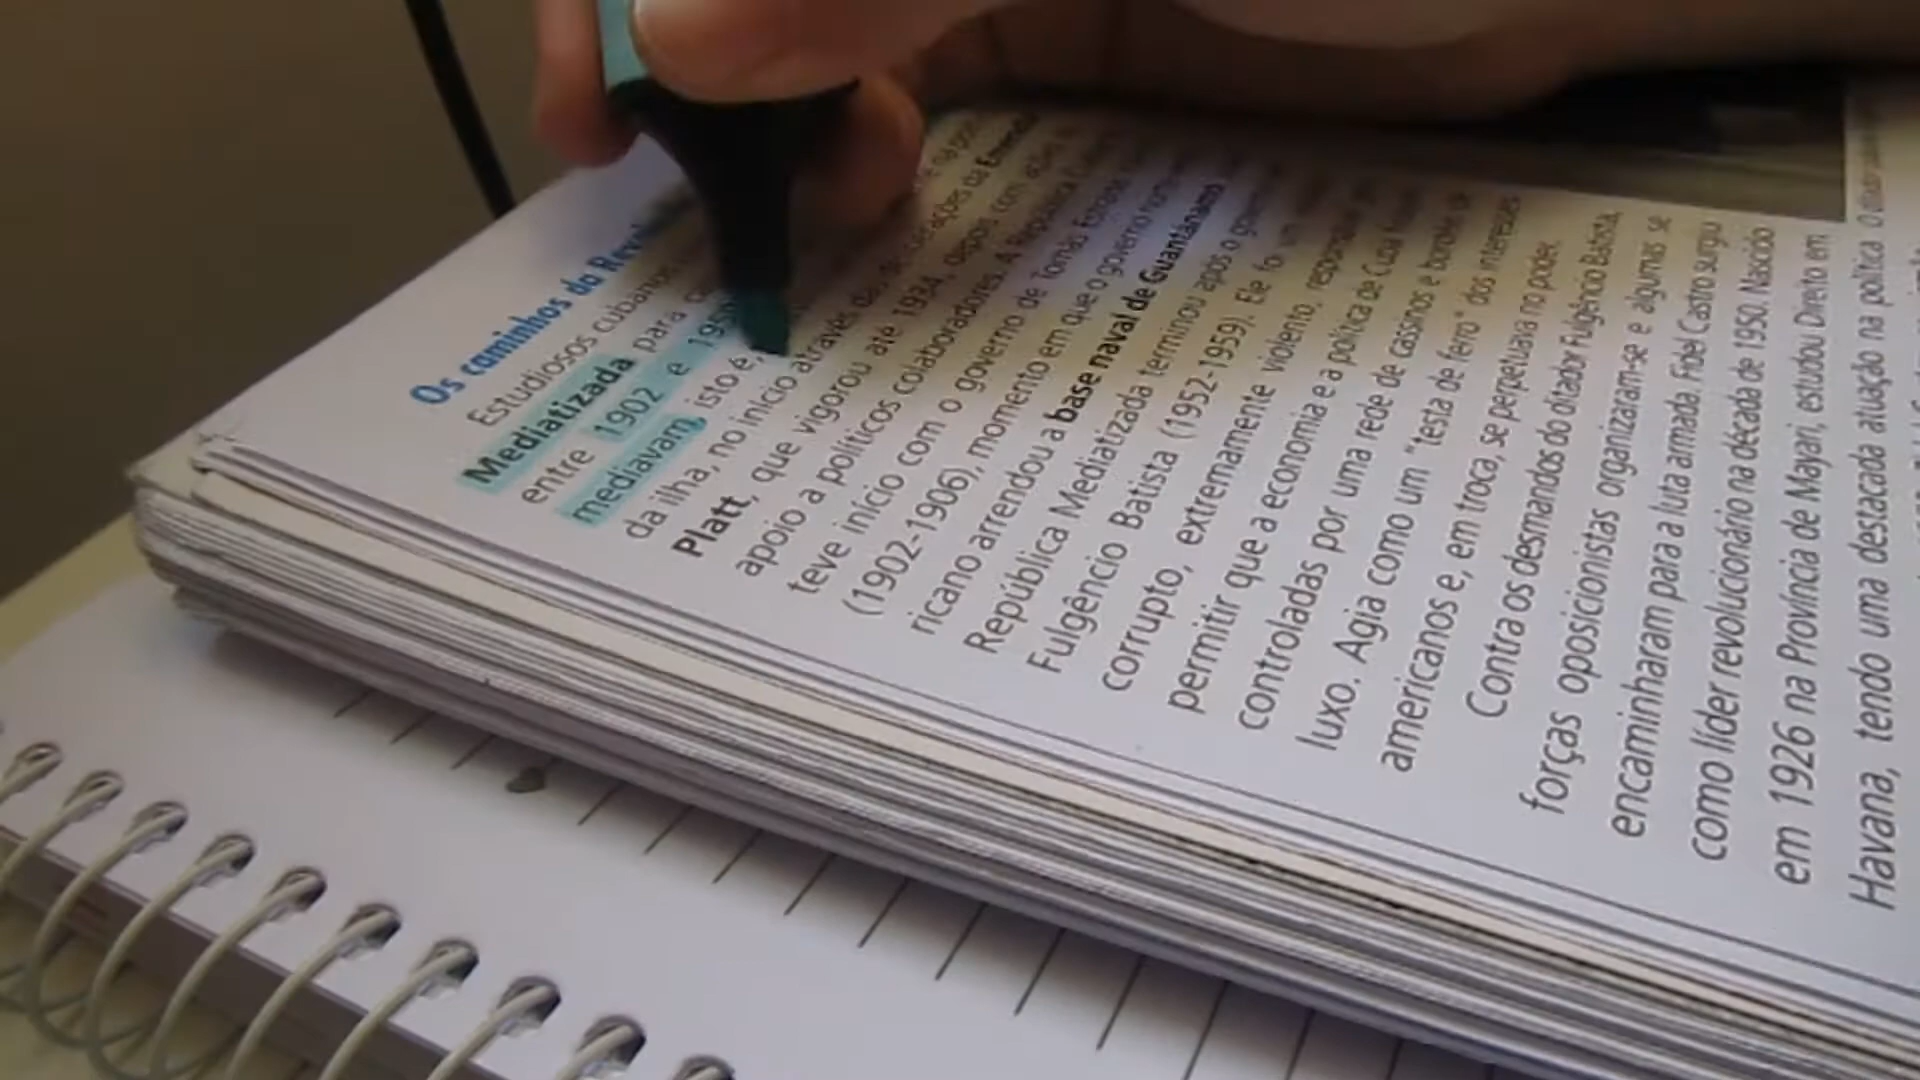 Os caminhos da
Estudiosos cubanos
Mediatizada para
entre 1902 e
mediavam, isto é,
da ilha, no início através da
Platt, que vigorou até 1934, depois com
apoio a políticos colaboradores. A República
teve início com o governo de Tomás Estrada
(1902-1906), momento em que o governo
ricano arrendou a base naval de Guantánamo
República Mediatizada terminou após o
Fulgêncio Batista (1952-1959). Ele foi um
corrupto, extremamente violento, responsável por
permitir que a economia e a política de Cuba
controladas por uma rede de cassinos e bordéis de
luxo. Agia como um "testa de ferro" dos interesses
americanos e, em troca, se perpetuava no poder.
Contra os desmandos do ditador Fulgêncio Batista,
forças oposicionistas organizaram-se e algumas se
encaminharam para a luta armada. Fidel Castro surgiu
como líder revolucionário na década de 1950. Nascido
em 1926 na Província de Mayari, estudou Direito em
Havana, tendo uma destacada atuação na política